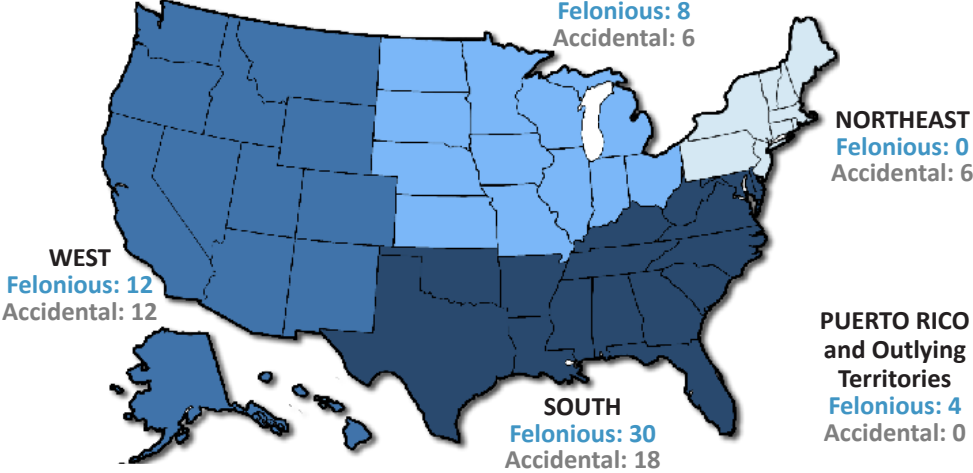 Felonious: 8
Accidental: 6
NORTHEAST
Felonious: 0
Accidental: 6
WEST
Felonious: 12
Accidental: 12
PUERTO RICO
and Outlying
Territories
Felonious: 4
Accidental: 0
SOUTH
Felonious: 30
Accidental: 18